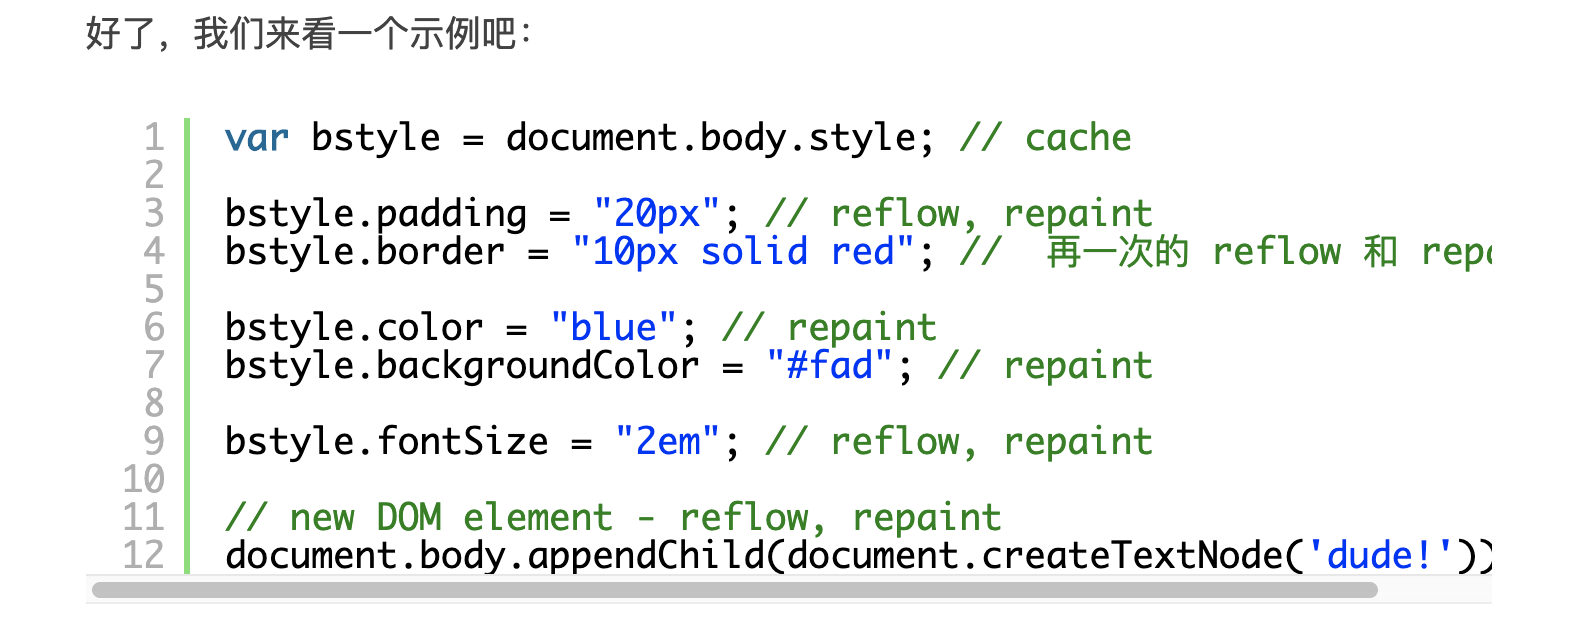 好了，我们来看一个示例吧：
1 var bstyle = document.body.style; // cache
2
3 bstyle.padding = "20px"; // reflow, repaint
4 bstyle.border = "10px solid red"; //  再一次的 reflow 和
5
6 bstyle.color = "blue"; // repaint
7 bstyle.backgroundColor = "#fad"; // repaint
8
9 bstyle.fontSize = "2em"; // reflow, repaint
10
11 // new DOM element - reflow, repaint
12 document.body.appendChild(document.createTextNode('dude!'))